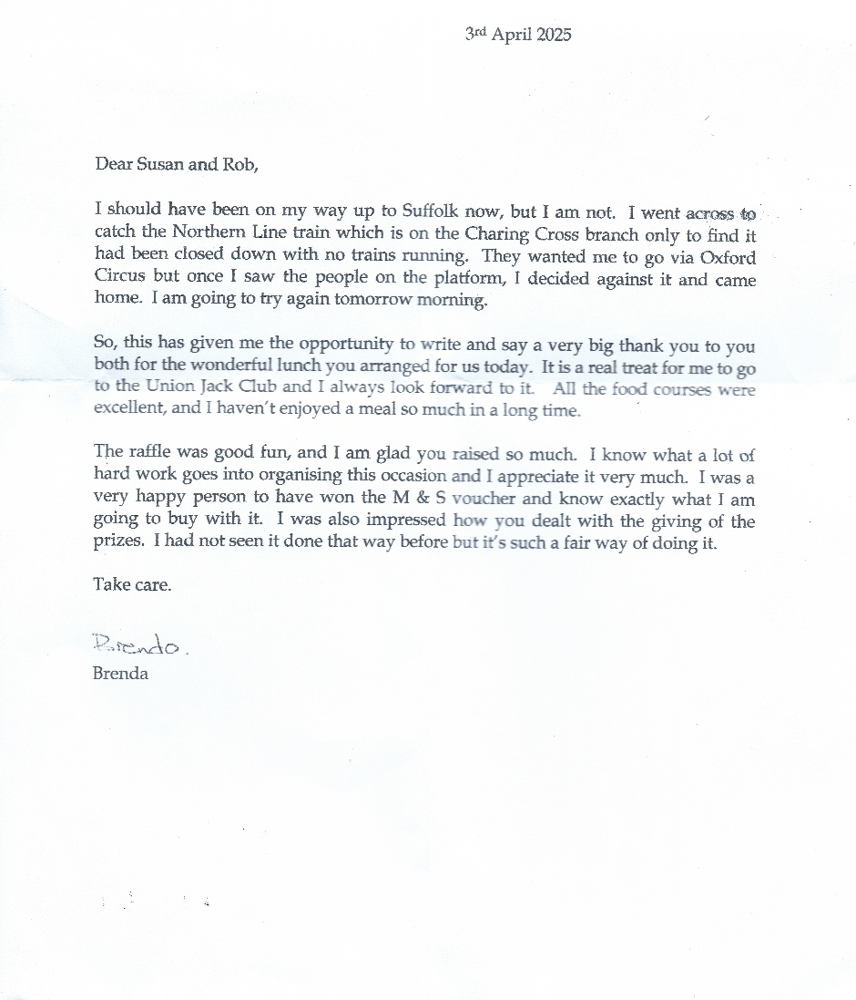 3rd April 2025
Dear Susan and Rob,
I should have been on my way up to Suffolk now, but I am not.  I went across to
catch the Northern Line train which is on the Charing Cross branch only to find it
had been closed down with no trains running.  They wanted me to go via Oxford
Circus but once I saw the people on the platform, I decided against it and came
home.  I am going to try again tomorrow morning.
So, this has given me the opportunity to write and say a very big thank you to you
both for the wonderful lunch you arranged for us today.  It is a real treat for me to go
to the Union Jack Club and I always look forward to it.   All the food courses were
excellent, and I haven't enjoyed a meal so much in a long time.
The raffle was good fun, and I am glad you raised so much.  I know what a lot of
hard work goes into organising this occasion and I appreciate it very much.  I was a
very happy person to have won the M & S voucher and know exactly what I am
going to buy with it.  I was also impressed how you dealt with the giving of the
prizes.  I had not seen it done that way before but it's such a fair way of doing it.
Take care.
Brenda.
Brenda